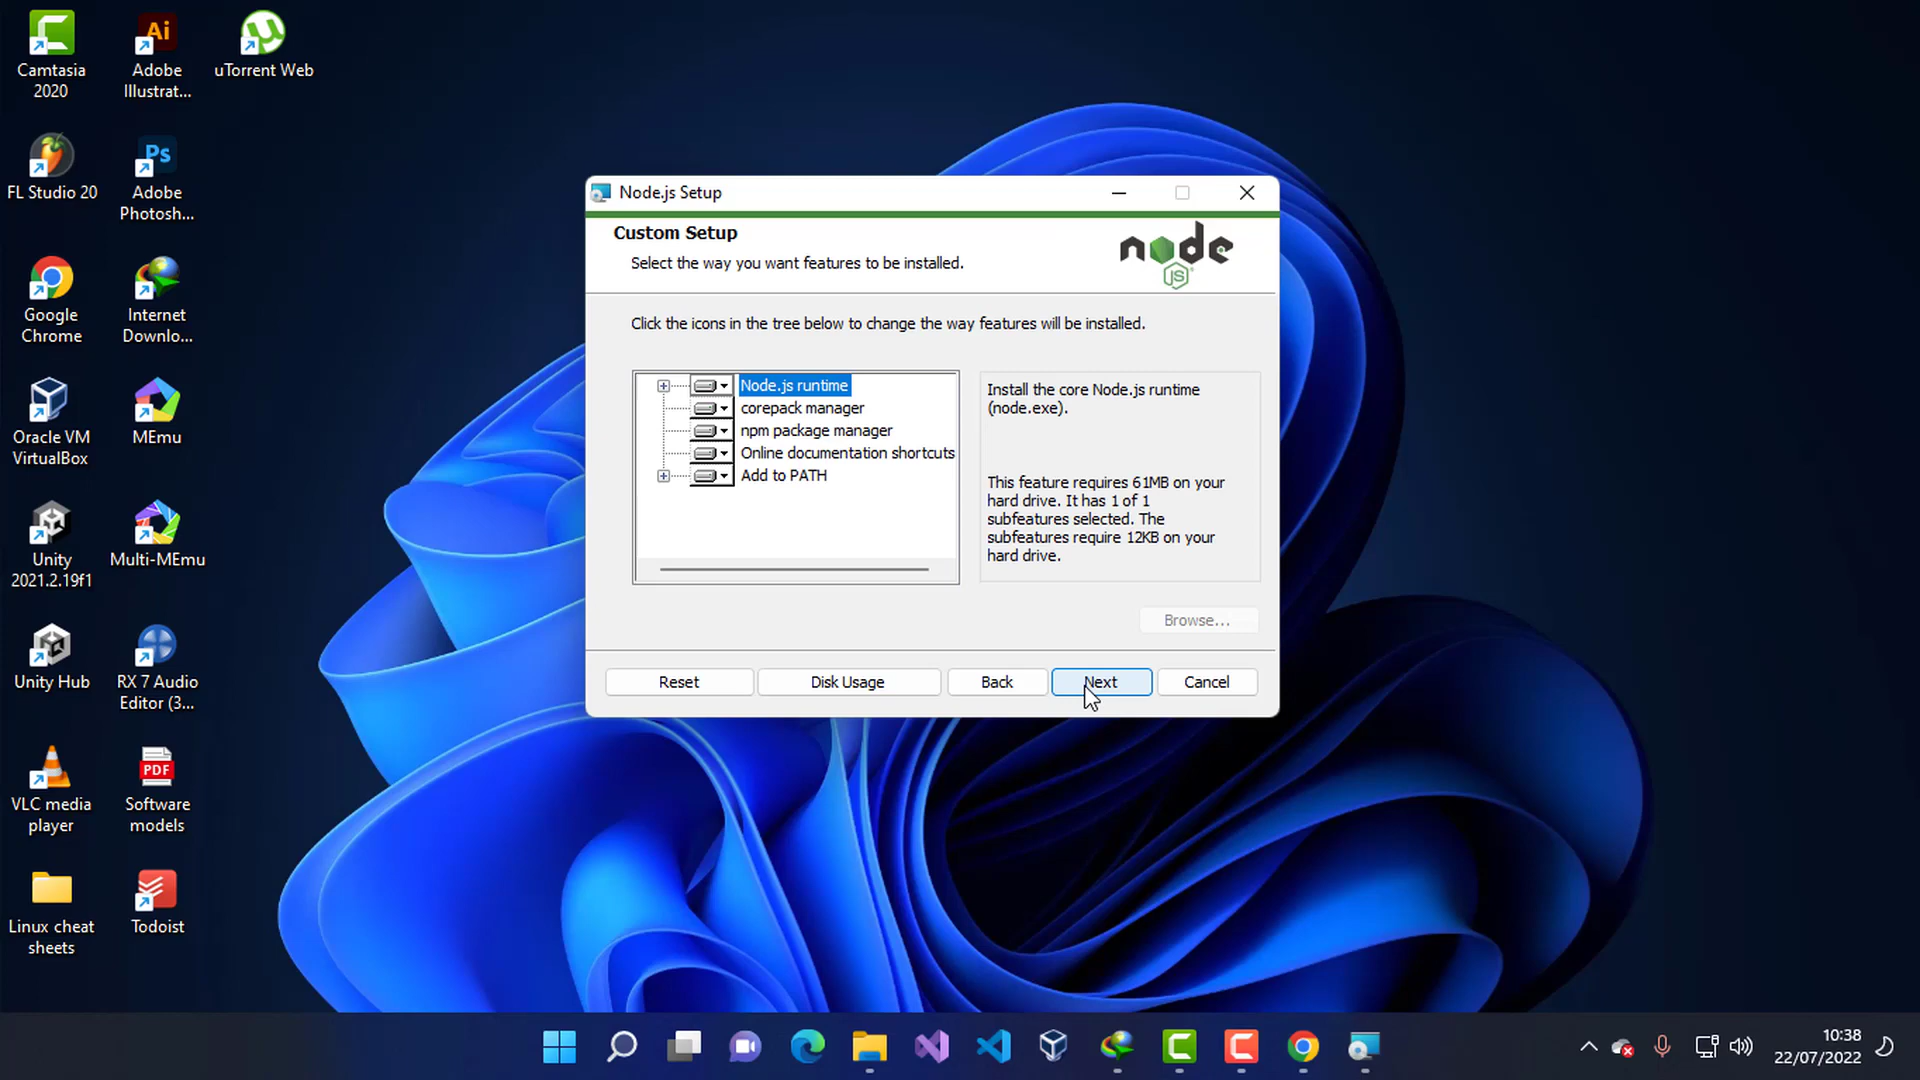 Camtasia
2020
Adobe
Illustrat...
uTorrent Web
FL Studio 20
Adobe
Photosh...
Google
Chrome
Internet
Downlo...
Oracle VM
VirtualBox
MEmu
Unity
2021.2.19f1
Multi-MEmu
Unity Hub
RX 7 Audio
Editor (3...
VLC media
player
Software
models
Linux cheat
sheets
Todoist
Ai
Ps
PDF
Node.js Setup
Custom Setup
Select the way you want features to be installed.
node
JS
Click the icons in the tree below to change the way features will be installed.
Node.js runtime
corepack manager
npm package manager
Online documentation shortcuts
Add to PATH
Install the core Node.js runtime
(node.exe).
This feature requires 61MB on your
hard drive. It has 1 of 1
subfeatures selected. The
subfeatures require 12KB on your
hard drive.
Browse...
Reset
Disk Usage
Back
Next
Cancel
10:38
22/07/2022